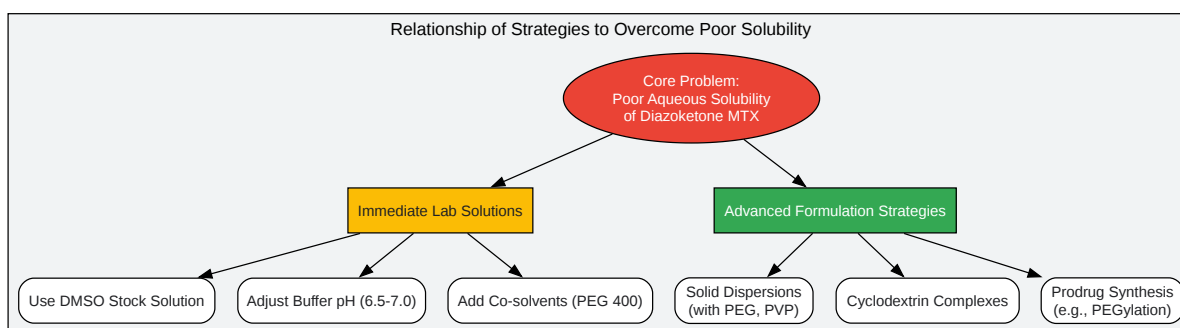 Relationship of Strategies to Overcome Poor Solubility
Core Problem:
Poor Aqueous Solubility
of Diazoketone MTX
Immediate Lab Solutions
Advanced Formulation Strategies
Use DMSO Stock Solution
Adjust Buffer pH (6.5-7.0)
Add Co-solvents (PEG 400)
Solid Dispersions
(with PEG, PVP)
Cyclodextrin Complexes
Prodrug Synthesis
(e.g., PEGylation)